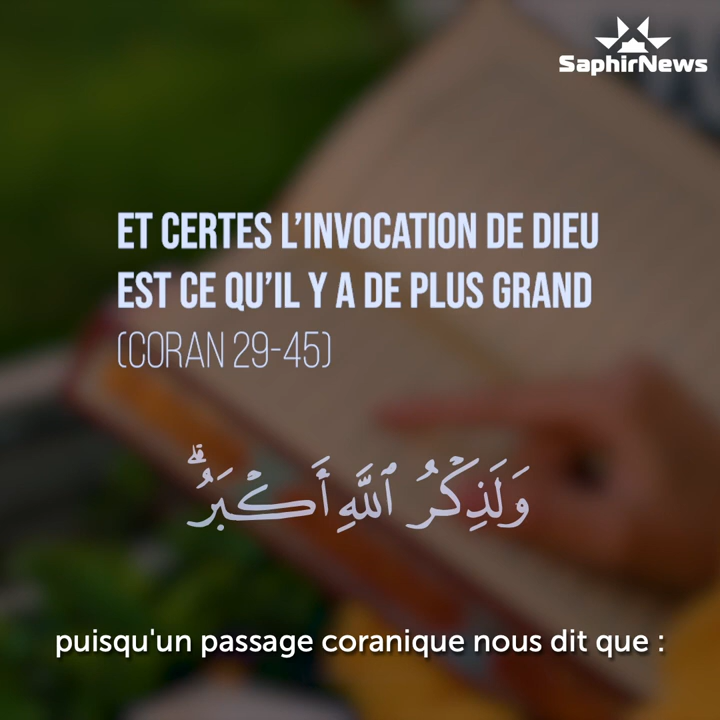 SaphirNews
ET CERTES L'INVOCATION DE DIEU
EST CE QU'IL Y A DE PLUS GRAND
(CORAN 29-45)
وَلَذِكۡرُ ٱللَّهِ أَكۡبَرُۗ
puisqu'un passage coranique nous dit que :